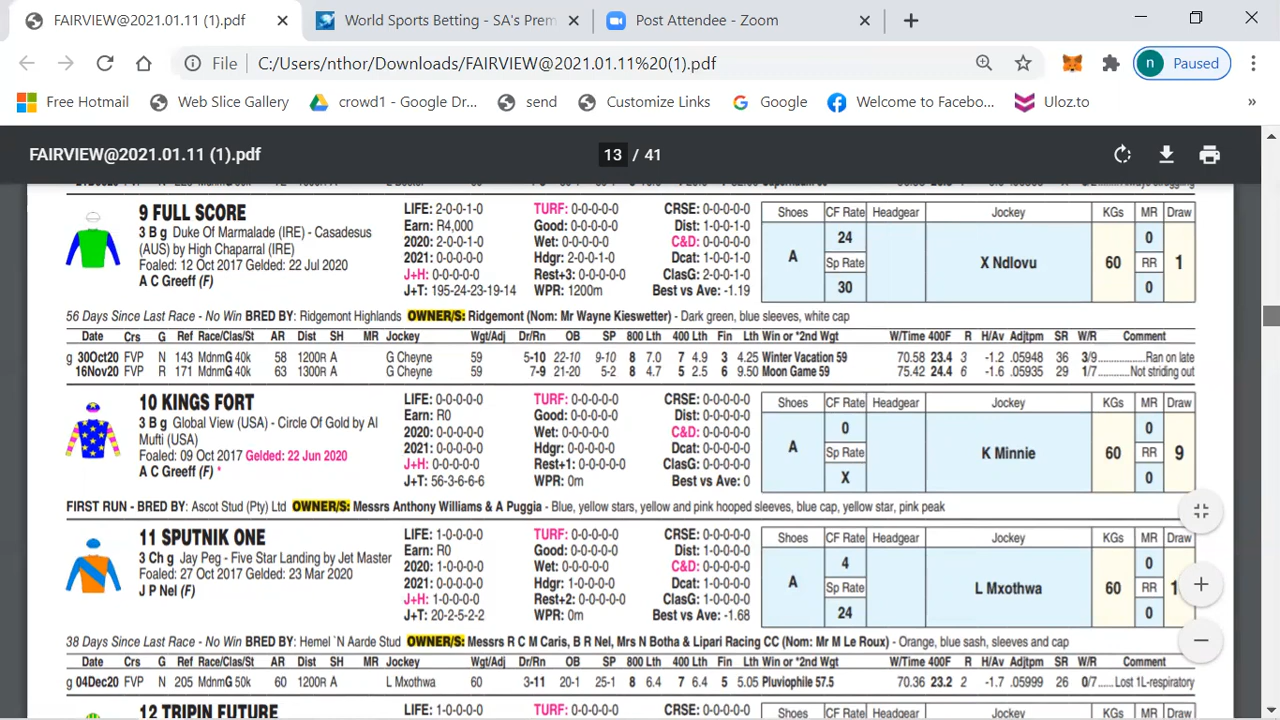 FAIRVIEW@2021.01.11 (1).pdf
World Sports Betting - SA's Prem
Post Attendee - Zoom
File C:/Users/nthor/Downloads/FAIRVIEW@2021.01.11%20(1).pdf
n Paused
Free Hotmail Web Slice Gallery crowd1 - Google Dr... send Customize Links Google Welcome to Facebo... Uloz.to »
FAIRVIEW@2021.01.11 (1).pdf 13 / 41
9 FULL SCORE
3 B g Duke Of Marmalade (IRE) - Casadesus
(AUS) by High Chaparral (IRE)
Foaled: 12 Oct 2017 Gelded: 22 Jul 2020
A C Greeff (F)
LIFE: 2-0-0-1-0 TURF: 0-0-0-0-0 CRSE: 0-0-0-0-0
Earn: R4,000 Good: 0-0-0-0-0 Dist: 1-0-0-1-0
2020: 2-0-0-1-0 Wet: 0-0-0-0-0 C&D: 0-0-0-0-0
2021: 0-0-0-0-0 Hdgr: 2-0-0-1-0 Dcat: 1-0-0-1-0
J+H: 0-0-0-0-0 Rest+3: 0-0-0-0-0 ClasG: 2-0-0-1-0
J+T: 195-24-23-19-14 WPR: 1200m Best vs Ave: -1.19
Shoes CF Rate Headgear Jockey KGs MR Draw
A 24 X Ndlovu 60 0 1
Sp Rate RR
30 0
56 Days Since Last Race - No Win BRED BY: Ridgemont Highlands OWNER/S: Ridgemont (Nom: Mr Wayne Kieswetter) - Dark green, blue sleeves, white cap
Date Crs G Ref Race/Clas/St AR Dist SH MR Jockey Wgt/Adj Dr/Rn OB SP 800 Lth 400 Lth Fin Lth Win or *2nd Wgt W/Time 400F R H/Av Adjtpm SR W/R Comment
g 30Oct20 FVP N 143 MdnmG 40k 58 1200R A G Cheyne 59 5-10 22-10 9-10 8 7.0 7 4.9 3 4.25 Winter Vacation 59 70.58 23.4 3 -1.2 .05948 36 3/9 ..................Ran on late
16Nov20 FVP R 171 MdnmG 40k 63 1300R A G Cheyne 59 7-9 21-20 5-2 8 4.7 5 2.5 6 9.50 Moon Game 59 75.42 24.4 6 -1.6 .05935 29 1/7 ............Not striding out
10 KINGS FORT
3 B g Global View (USA) - Circle Of Gold by Al
Mufti (USA)
Foaled: 09 Oct 2017 Gelded: 22 Jun 2020
A C Greeff (F) *
LIFE: 0-0-0-0-0 TURF: 0-0-0-0-0 CRSE: 0-0-0-0-0
Earn: R0 Good: 0-0-0-0-0 Dist: 0-0-0-0-0
2020: 0-0-0-0-0 Wet: 0-0-0-0-0 C&D: 0-0-0-0-0
2021: 0-0-0-0-0 Hdgr: 0-0-0-0-0 Dcat: 0-0-0-0-0
J+H: 0-0-0-0-0 Rest+1: 0-0-0-0-0 ClasG: 0-0-0-0-0
J+T: 56-3-6-6-6 WPR: 0m Best vs Ave: 0
Shoes CF Rate Headgear Jockey KGs MR Draw
A 0 K Minnie 60 0 9
Sp Rate RR
X 0
FIRST RUN - BRED BY: Ascot Stud (Pty) Ltd OWNER/S: Messrs Anthony Williams & A Puggia - Blue, yellow stars, yellow and pink hooped sleeves, blue cap, yellow star, pink peak
11 SPUTNIK ONE
3 Ch g Jay Peg - Five Star Landing by Jet Master
Foaled: 27 Oct 2017 Gelded: 23 Mar 2020
J P Nel (F)
LIFE: 1-0-0-0-0 TURF: 0-0-0-0-0 CRSE: 0-0-0-0-0
Earn: R0 Good: 0-0-0-0-0 Dist: 1-0-0-0-0
2020: 1-0-0-0-0 Wet: 0-0-0-0-0 C&D: 0-0-0-0-0
2021: 0-0-0-0-0 Hdgr: 1-0-0-0-0 Dcat: 1-0-0-0-0
J+H: 1-0-0-0-0 Rest+2: 0-0-0-0-0 ClasG: 1-0-0-0-0
J+T: 20-2-5-2-2 WPR: 0m Best vs Ave: -1.68
Shoes CF Rate Headgear Jockey KGs MR Draw
A 4 L Mxothwa 60 0
Sp Rate RR
24 0
38 Days Since Last Race - No Win BRED BY: Hemel `N Aarde Stud OWNER/S: Messrs R C M Caris, B R Nel, Mrs N Botha & Lipari Racing CC (Nom: Mr M Le Roux) - Orange, blue sash, sleeves and cap
Date Crs G Ref Race/Clas/St AR Dist SH MR Jockey Wgt/Adj Dr/Rn OB SP 800 Lth 400 Lth Fin Lth Win or *2nd Wgt W/Time 400F R H/Av Adjtpm SR W/R Comment
g 04Dec20 FVP N 205 MdnmG 50k 60 1200R A L Mxothwa 60 3-11 20-1 25-1 8 6.4 7 6.4 5 5.05 Pluviophile 57.5 70.36 23.2 2 -1.7 .05999 26 0/7 ......Lost 1L-respiratory
12 TRIPIN FUTURE LIFE: 1-0-0-0-0 TURF: 0-0-0-0-0 CRSE: 0-0-0-0-0 Shoes CF Rate Headgear Jockey KGs MR Draw